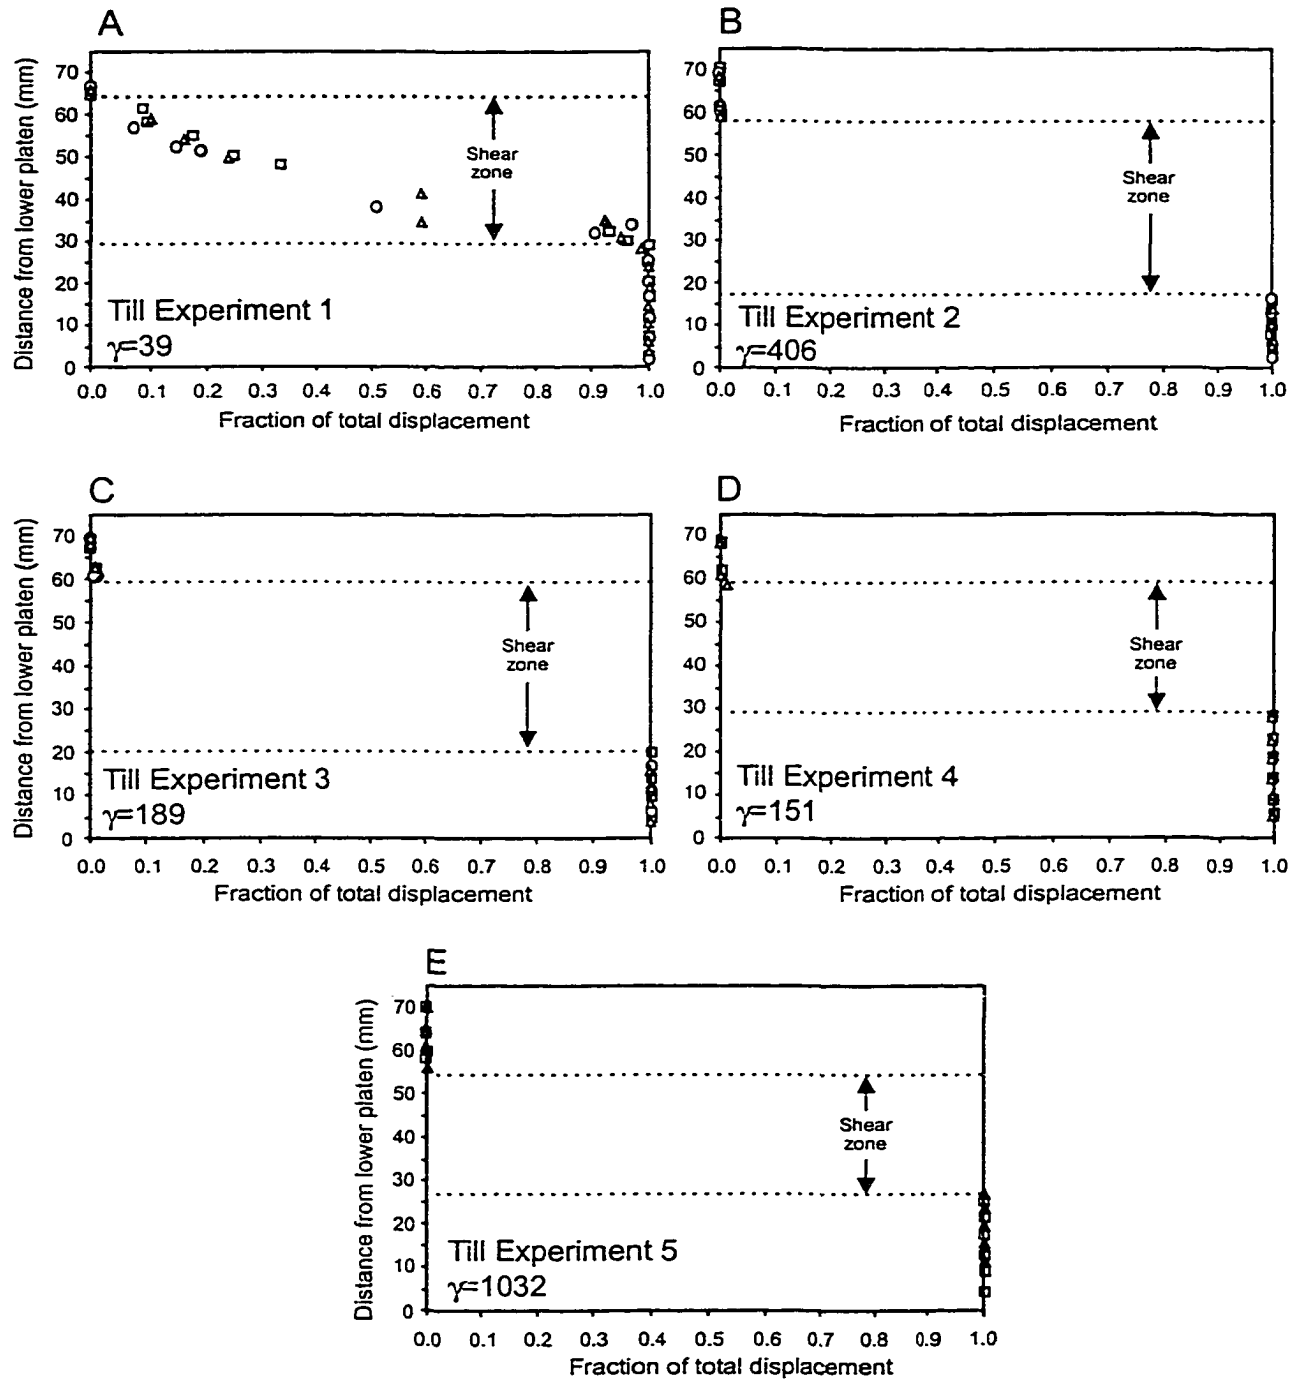 A
B
Distance from lower platen (mm)
70
60
50
40
30
20
10
0
Shear
zone
Till Experiment 1
γ=39
0.0 0.1 0.2 0.3 0.4 0.5 0.6 0.7 0.8 0.9 1.0
Fraction of total displacement
70
60
50
40
30
20
10
0
Shear
zone
Till Experiment 2
γ=406
0.0 0.1 0.2 0.3 0.4 0.5 0.6 0.7 0.8 0.9 1.0
Fraction of total displacement
C
D
Distance from lower platen (mm)
70
60
50
40
30
20
10
0
Shear
zone
Till Experiment 3
γ=189
0.0 0.1 0.2 0.3 0.4 0.5 0.6 0.7 0.8 0.9 1.0
Fraction of total displacement
70
60
50
40
30
20
10
0
Shear
zone
Till Experiment 4
γ=151
0.0 0.1 0.2 0.3 0.4 0.5 0.6 0.7 0.8 0.9 1.0
Fraction of total displacement
E
Distance from lower platen (mm)
70
60
50
40
30
20
10
0
Shear
zone
Till Experiment 5
γ=1032
0.0 0.1 0.2 0.3 0.4 0.5 0.6 0.7 0.8 0.9 1.0
Fraction of total displacement